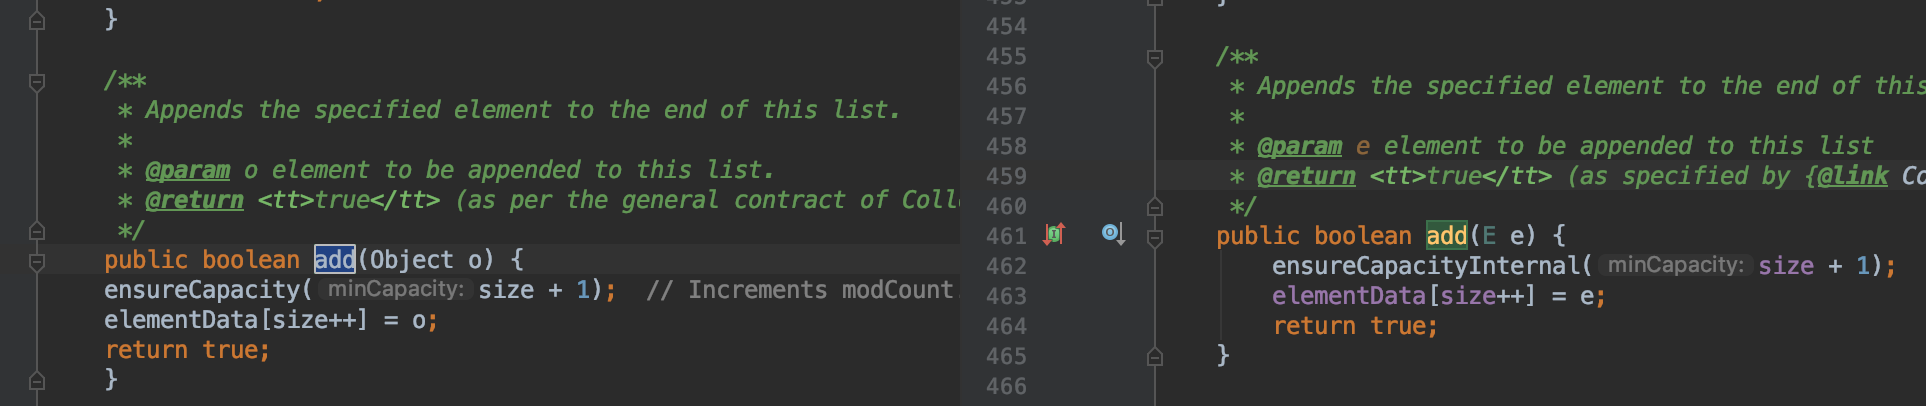 }
/**
* Appends the specified element to the end of this list.
*
* @param o element to be appended to this list.
* @return <tt>true</tt> (as per the general contract of Coll
*/
public boolean add(Object o) {
ensureCapacity( minCapacity: size + 1);  // Increments modCount
elementData[size++] = o;
return true;
}
454
455 /**
456 * Appends the specified element to the end of this
457 *
458 * @param e element to be appended to this list
459 * @return <tt>true</tt> (as specified by {@link Co
460 */
461 public boolean add(E e) {
462 ensureCapacityInternal( minCapacity: size + 1);
463 elementData[size++] = e;
464 return true;
465 }
466